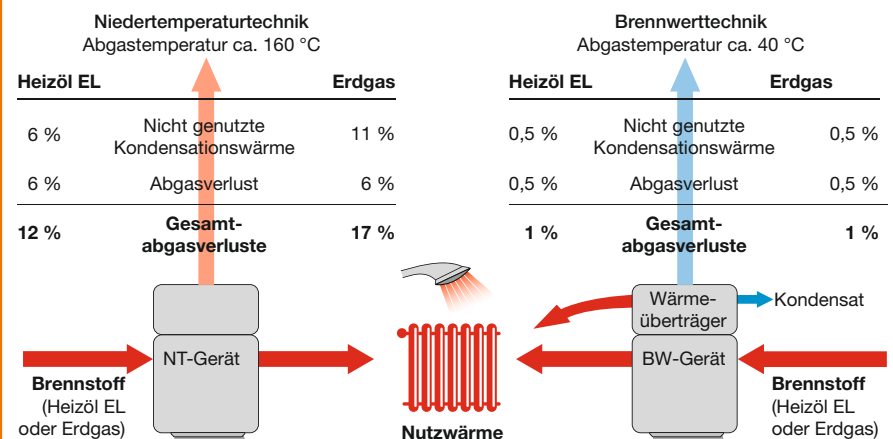 Niedertemperaturtechnik
Abgastemperatur ca. 160 °C
Heizöl EL Erdgas
6 % Nicht genutzte Kondensationswärme 11 %
6 % Abgasverlust 6 %
12 % Gesamt-
abgasverluste 17 %
NT-Gerät
Brennstoff
(Heizöl EL
oder Erdgas)
Nutzwärme
Brennwerttechnik
Abgastemperatur ca. 40 °C
Heizöl EL Erdgas
0,5 % Nicht genutzte Kondensationswärme 0,5 %
0,5 % Abgasverlust 0,5 %
1 % Gesamt-
abgasverluste 1 %
Wärme-
überträger
Kondensat
BW-Gerät
Brennstoff
(Heizöl EL
oder Erdgas)